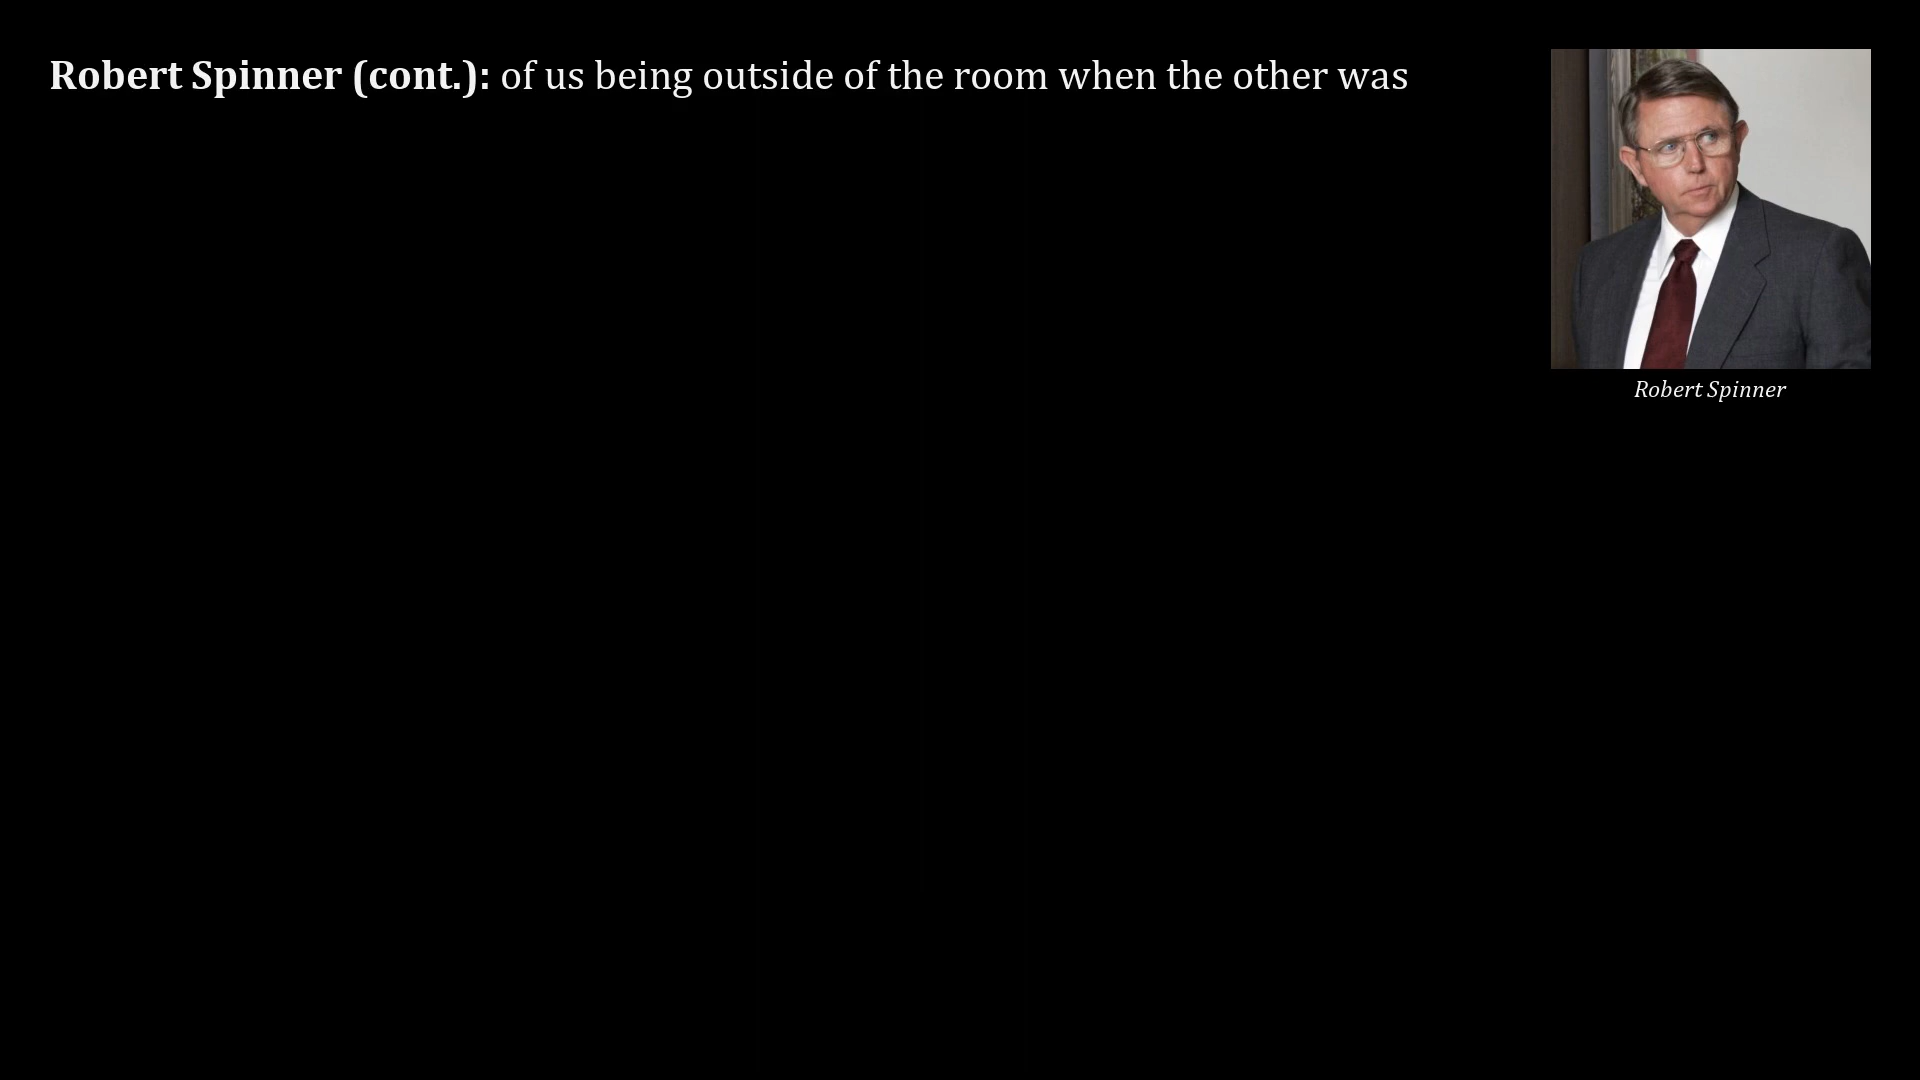 Robert Spinner (cont.): of us being outside of the room when the other was
Robert Spinner